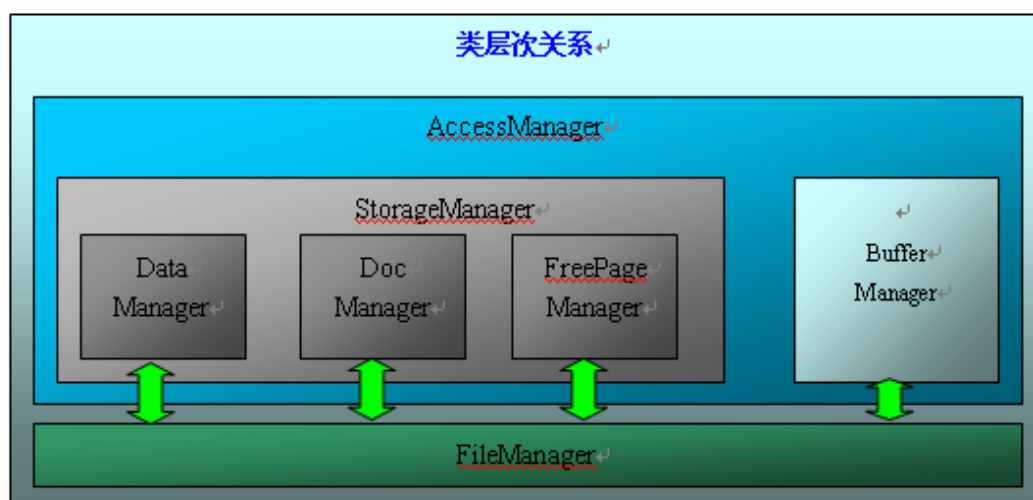 类层次关系
AccessManager
StorageManager
Data
Manager
Doc
Manager
FreePage
Manager
Buffer
Manager
FileManager